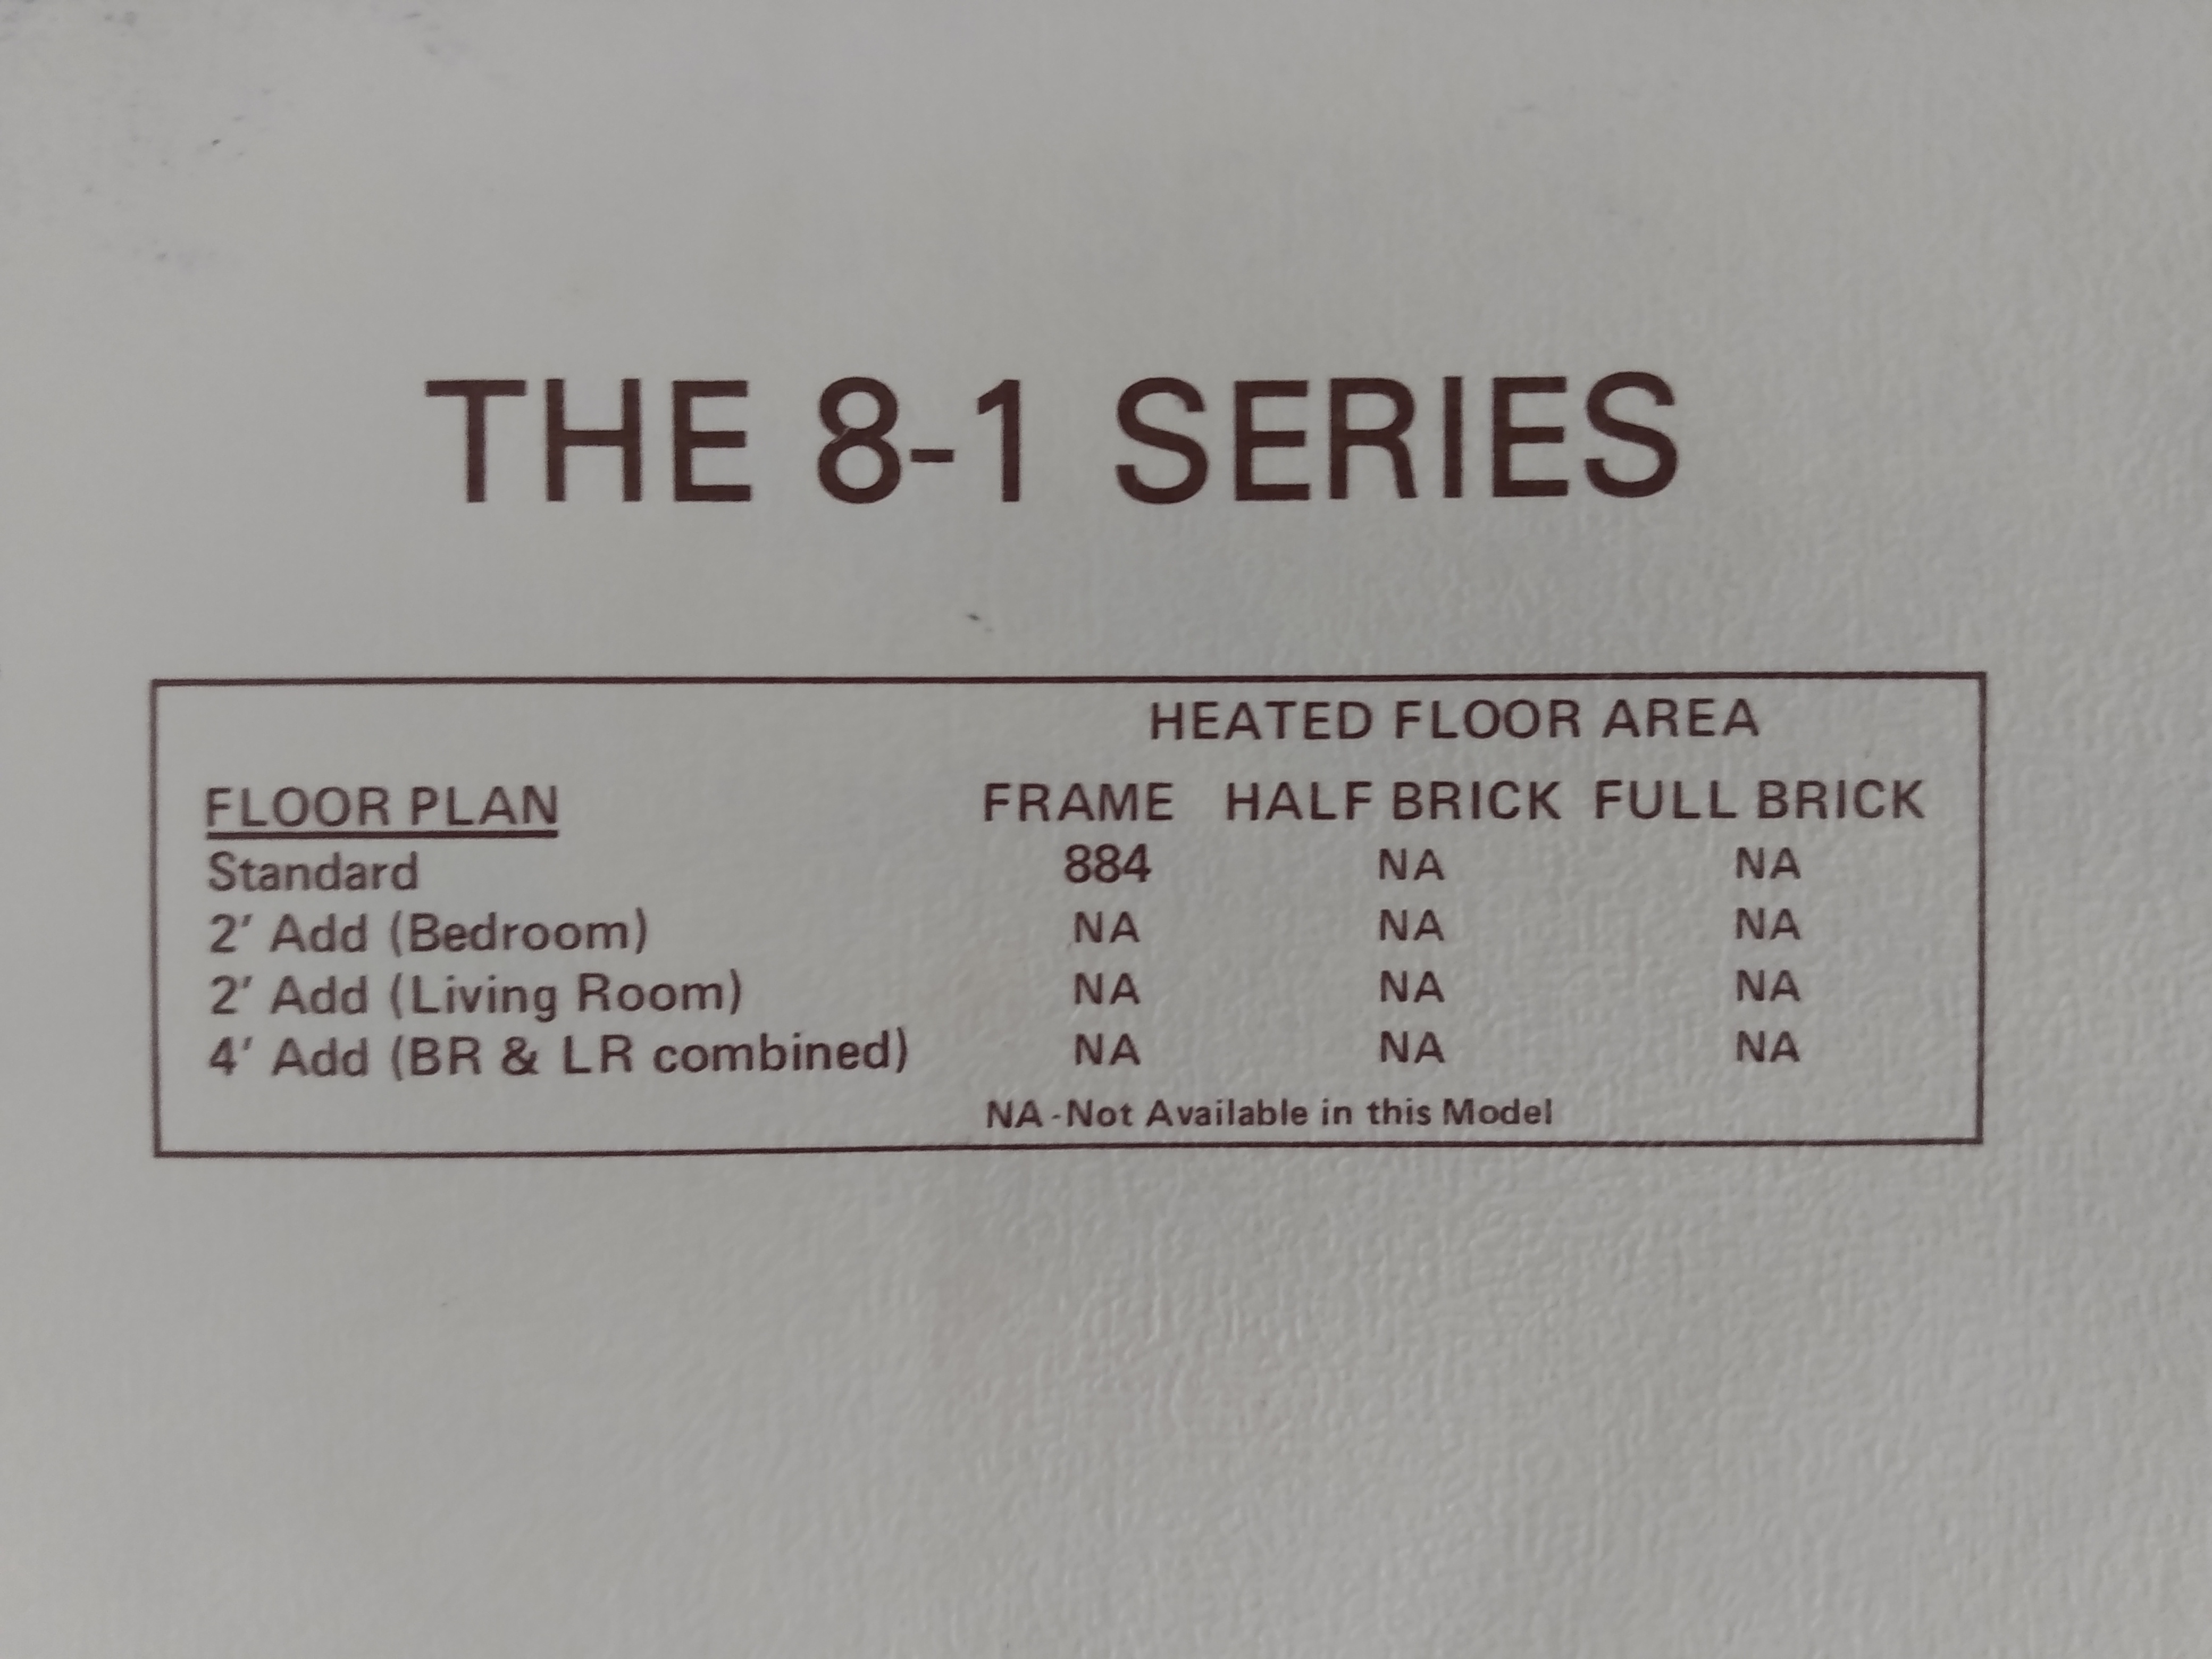 THE 8-1 SERIES
HEATED FLOOR AREA
FLOOR PLAN FRAME HALF BRICK FULL BRICK
Standard 884 NA NA
2' Add (Bedroom) NA NA NA
2' Add (Living Room) NA NA NA
4' Add (BR & LR combined) NA NA NA
NA-Not Available in this Model